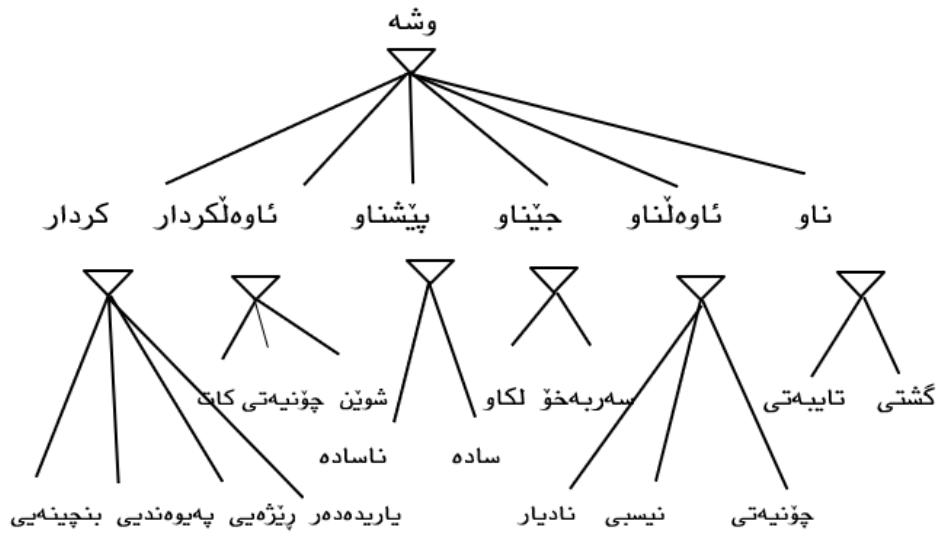 وشە
ناو ئاوەڵناو جێناو پێشناو ئاوەڵکردار کردار
گشتی تایبەتی سەربەخۆ لکاو شوێن چۆنیەتی کات
سادە ناسادە
چۆنیەتی نیسبی نادیار یاریدەدەر ڕێژەیی پەیوەندیی بنچینەیی